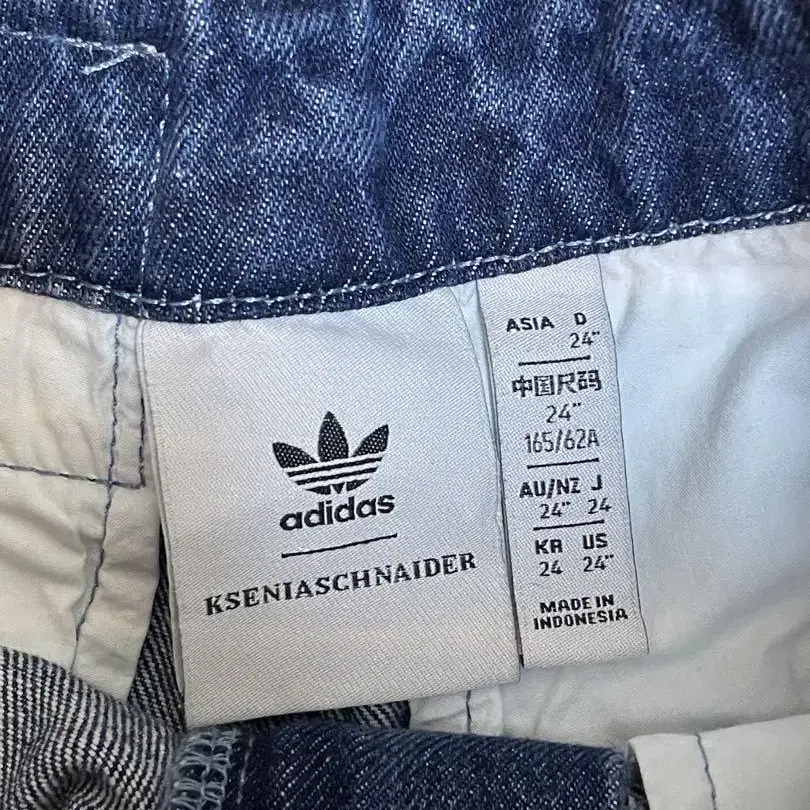 adidas
KSENIASCHNAIDER
ASIA D
24"
中国尺码
24"
165/62A
AU/NZ J
24" 24
KR US
24 24"
MADE IN
INDONESIA